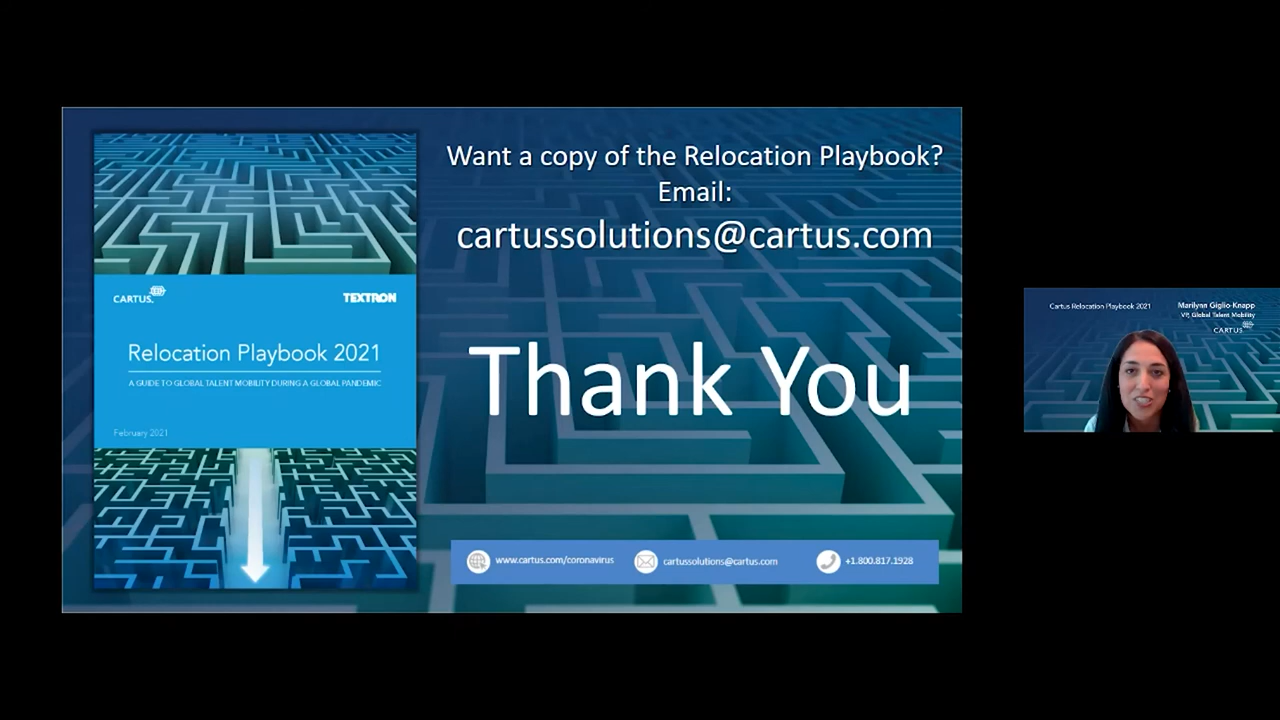 Want a copy of the Relocation Playbook?
Email:
cartussolutions@cartus.com
CARTUS.
TEXTRON
Relocation Playbook 2021
A GUIDE TO GLOBAL TALENT MOBILITY DURING A GLOBAL PANDEMIC
February 2021
Thank You
www.cartus.com/coronavirus
cartussolutions@cartus.com
+1.800.817.1928
Cartus Relocation Playbook 2021
Marilynn Giglio-Knapp
VP, Global Talent Mobility
CARTUS